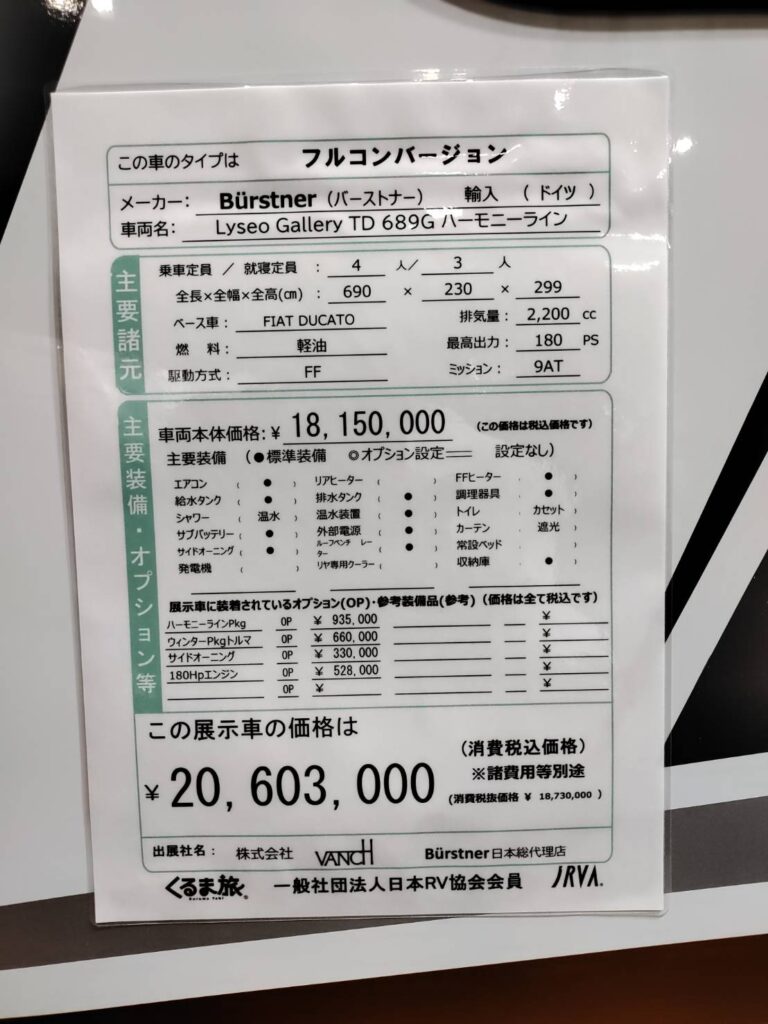 この車のタイプは フルコンバージョン
メーカー: Bürstner (バーストナー) 輸入 ( ドイツ )
車両名: Lyseo Gallery TD 689G ハーモニーライン
主要諸元
乗車定員 / 就寝定員 : 4 人/ 3 人
全長×全幅×全高(cm) : 690 × 230 × 299
ベース車: FIAT DUCATO 排気量: 2,200 cc
燃 料: 軽油 最高出力: 180 PS
駆動方式: FF ミッション: 9AT
主要装備・オプション等
車両本体価格:¥ 18,150,000 (この価格は税込価格です)
主要装備 (●標準装備 ◎オプション設定 == 設定なし)
エアコン ( ● ) リアヒーター ( ) FFヒーター ( ● )
給水タンク ( ● ) 排水タンク ( ● ) 調理器具 ( ● )
シャワー ( 温水 ) 温水装置 ( ● ) トイレ ( カセット )
サブバッテリー ( ● ) 外部電源 ( ● ) カーテン ( 遮光 )
サイドオーニング ( ● ) ルーフベンチレーター ( ● ) 常設ベッド ( )
発電機 ( ) リヤ専用クーラー ( ) 収納庫 ( ● )
展示車に装着されているオプション(OP)・参考装備品(参考) (価格は全て税込です)
ハーモニーラインPkg OP ¥ 935,000 ¥
ウィンターPkgトルマ OP ¥ 660,000 ¥
サイドオーニング OP ¥ 330,000 ¥
180Hpエンジン OP ¥ 528,000 ¥
OP ¥ ¥
この展示車の価格は
¥ 20,603,000 (消費税込価格)
※諸費用等別途
(消費税抜価格 ¥ 18,730,000 )
出展社名: 株式会社 VANCH Bürstner日本総代理店
くるま旅® KURUMA TABI 一般社団法人日本RV協会会員 JRVA.